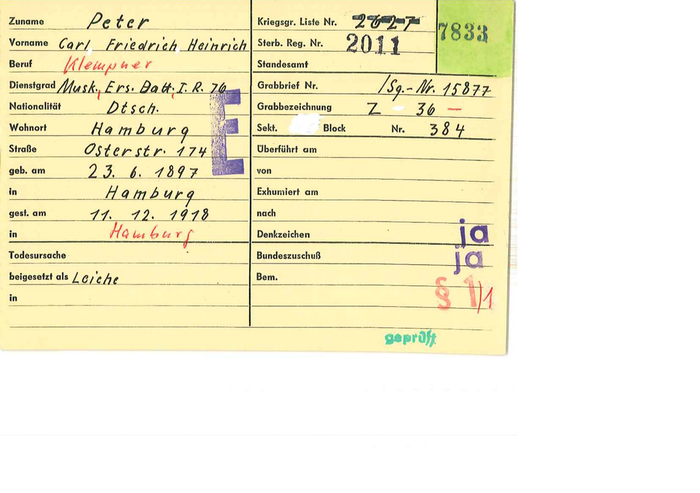 Zuname Peter
Vorname Carl Friedrich Heinrich
Beruf Klempner
Dienstgrad Musk., Ers. Batt., I. R. 76
Nationalität Dtsch.
Wohnort Hamburg
Straße Osterstr. 174
geb. am 23. 6. 1897
in Hamburg
gest. am 11. 12. 1918
in Hamburg
Todesursache
beigesetzt als Leiche
in
E
Kriegsgr. Liste Nr. 2627
7833
Sterb. Reg. Nr. 2011
Standesamt
Grabbrief Nr. /Sg.-Nr. 15877
Grabbezeichnung Z 36 –
Sekt. Block Nr. 384
Überführt am
von
Exhumiert am
nach
Denkzeichen ja
Bundeszuschuß ja
Bem.
§ 1/1
geprüft